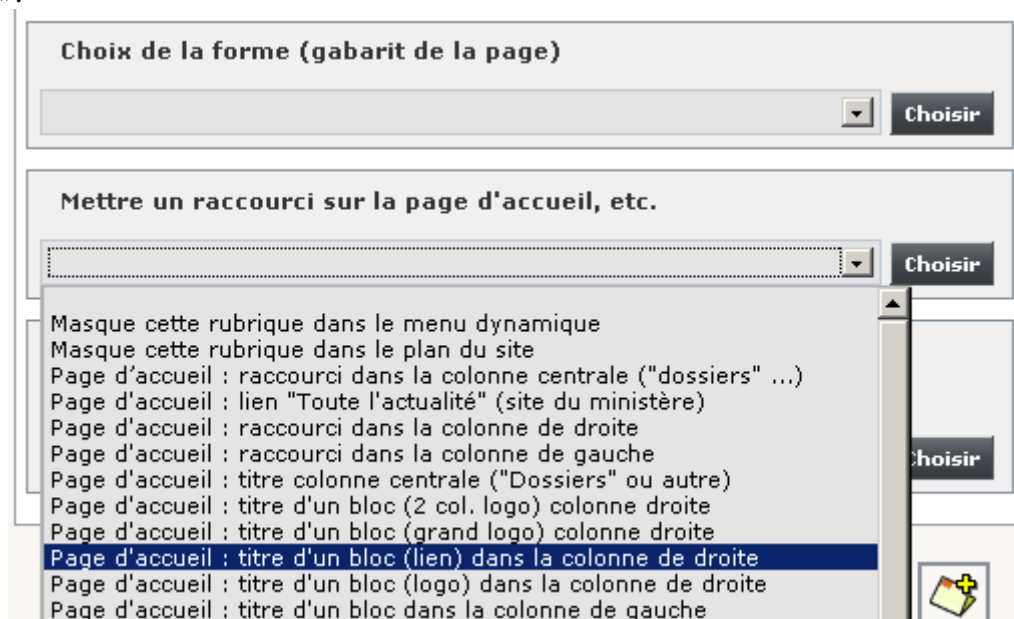 Choix de la forme (gabarit de la page)
Choisir
Mettre un raccourci sur la page d'accueil, etc.
Choisir
Masque cette rubrique dans le menu dynamique
Masque cette rubrique dans le plan du site
Page d'accueil : raccourci dans la colonne centrale ("dossiers" ...)
Page d'accueil : lien "Toute l'actualité" (site du ministère)
Page d'accueil : raccourci dans la colonne de droite
Page d'accueil : raccourci dans la colonne de gauche
Choisir
Page d'accueil : titre colonne centrale ("Dossiers" ou autre)
Page d'accueil : titre d'un bloc (2 col. logo) colonne droite
Page d'accueil : titre d'un bloc (grand logo) colonne droite
Page d'accueil : titre d'un bloc (lien) dans la colonne de droite
Page d'accueil : titre d'un bloc (logo) dans la colonne de droite
Page d'accueil : titre d'un bloc dans la colonne de gauche